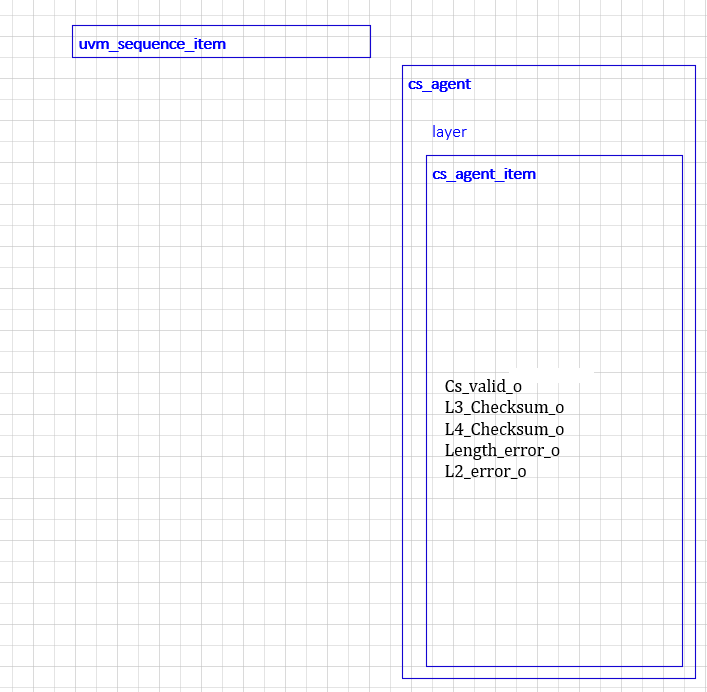 uvm_sequence_item
cs_agent
layer
cs_agent_item
Cs_valid_o
L3_Checksum_o
L4_Checksum_o
Length_error_o
L2_error_o